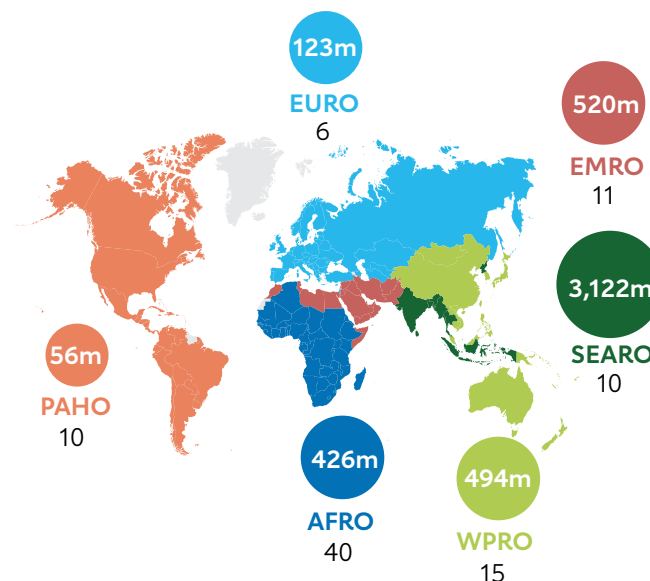 123m
EURO
6
520m
EMRO
11
3,122m
SEARO
10
56m
PAHO
10
426m
AFRO
40
494m
WPRO
15